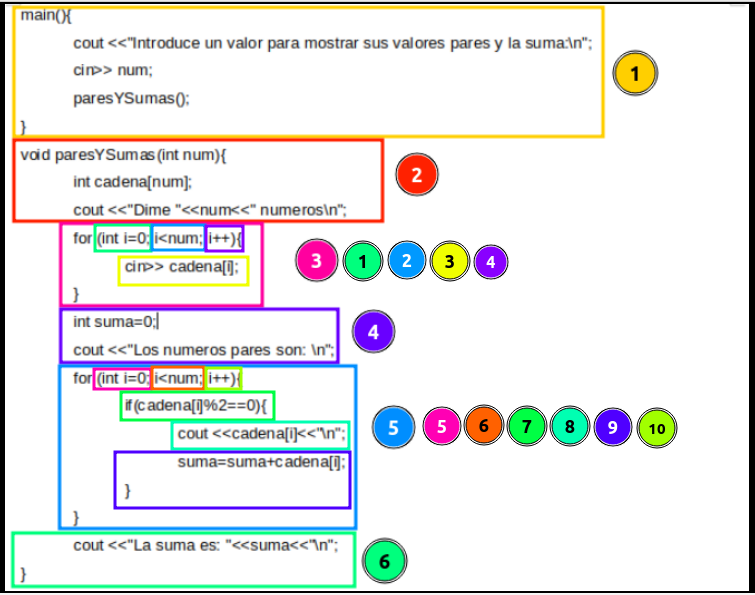 main(){
cout <<"Introduce un valor para mostrar sus valores pares y la suma:\n";
cin>> num;
paresYSumas();
}
1
void paresYSumas(int num){
int cadena[num];
cout <<"Dime "<<num<<" numeros\n";
2
for (int i=0; i<num; i++){
cin>> cadena[i];
}
3 1 2 3 4
int suma=0;
cout <<"Los numeros pares son: \n";
4
for (int i=0; i<num; i++){
if(cadena[i]%2==0){
cout <<cadena[i]<<"\n";
suma=suma+cadena[i];
}
}
5 5 6 7 8 9 10
cout <<"La suma es: "<<suma<<"\n";
}
6